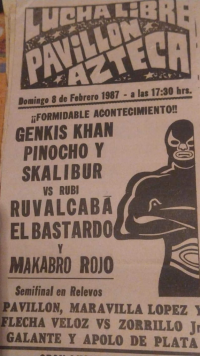 LUCHA LIBRE
PAVILLON
AZTECA
Domingo 8 de Febrero 1987 - a las 17:30 hrs.
¡¡FORMIDABLE ACONTECIMIENTO!!
GENKIS KHAN
PINOCHO Y
SKALIBUR
VS RUBI
RUVALCABA
EL BASTARDO
Y
MAKABRO ROJO
Semifinal en Relevos
PAVILLON, MARAVILLA LOPEZ Y
FLECHA VELOZ VS ZORRILLO Jr
GALANTE Y APOLO DE PLATA